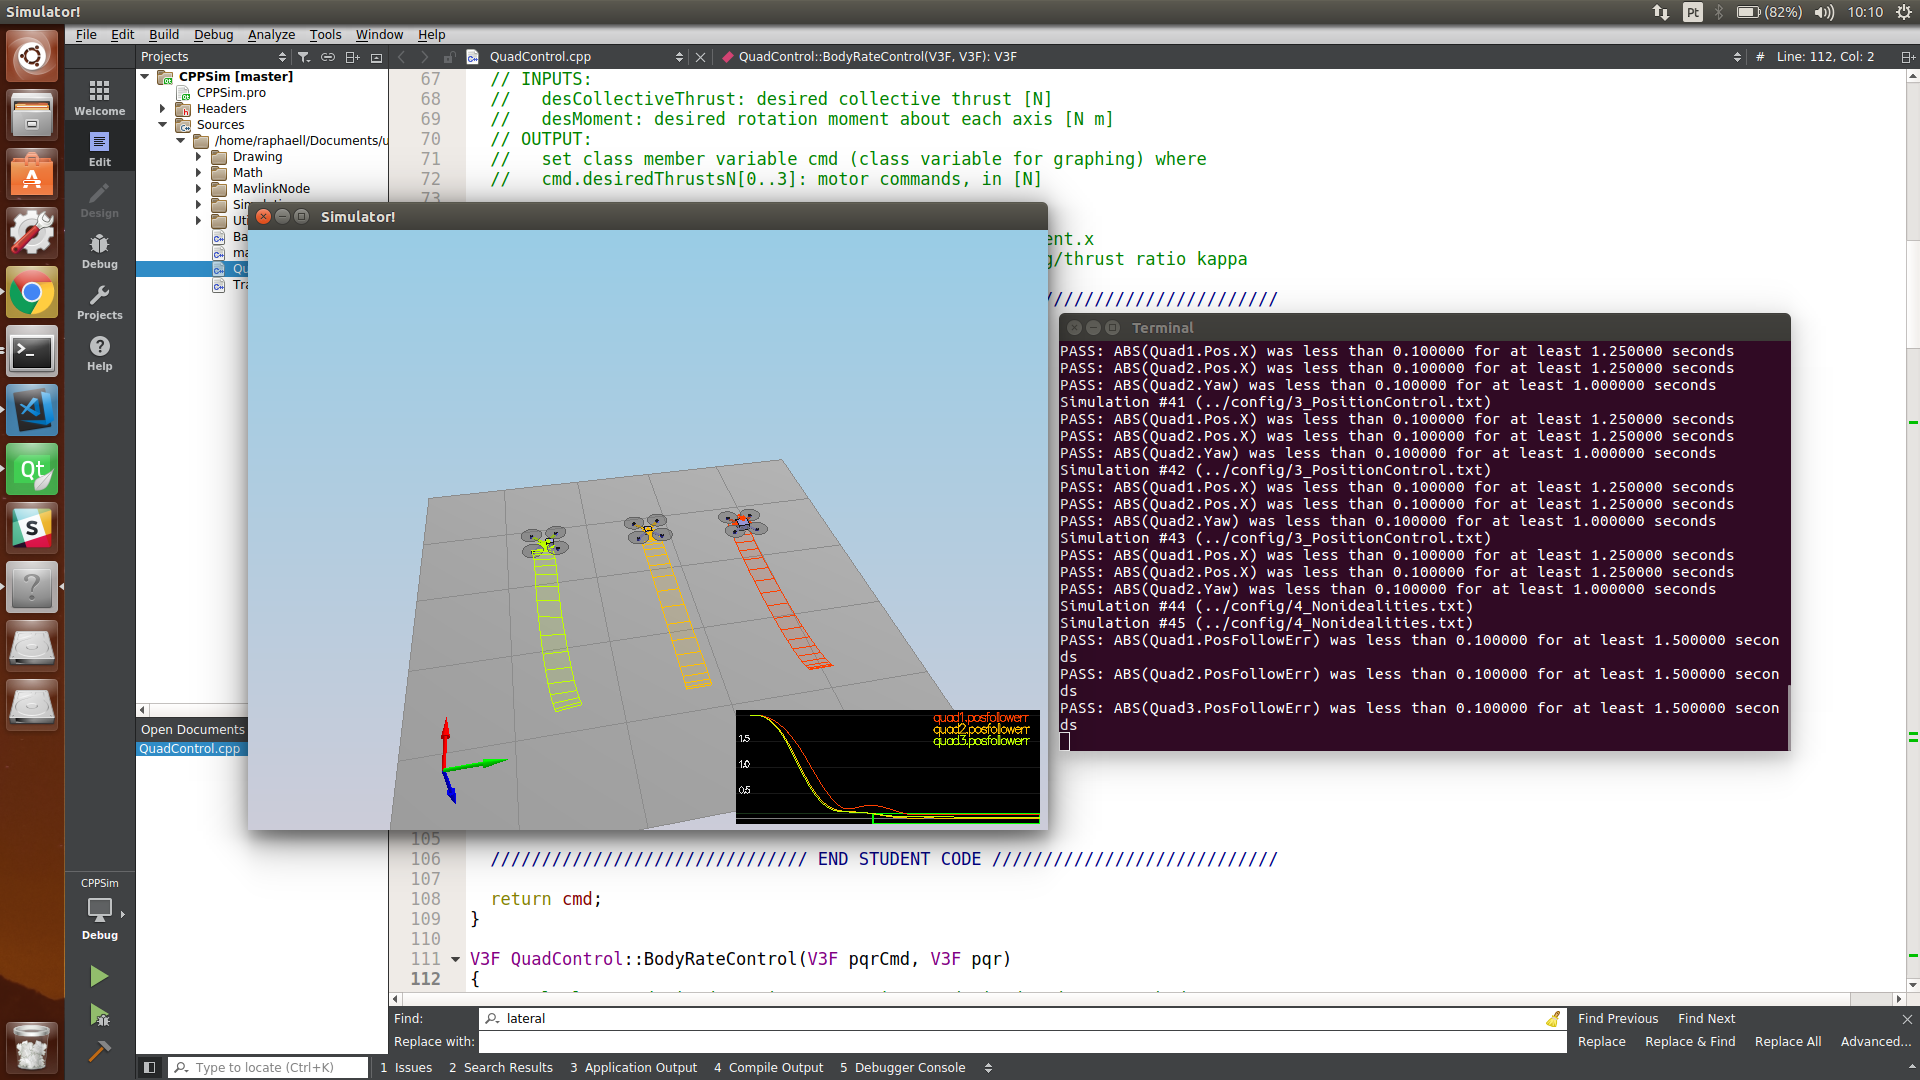 Simulator!
Pt
(82%)
10:10
File Edit Build Debug Analyze Tools Window Help
Projects
QuadControl.cpp
QuadControl::BodyRateControl(V3F, V3F): V3F
# Line: 112, Col: 2
Welcome
Edit
Design
Debug
Projects
Help
CPPSim
Debug
CPPSim [master]
CPPSim.pro
Headers
Sources
/home/raphaell/Documents/u
Drawing
Math
MavlinkNode
Uti
Ba
ma
Qu
Tra
Open Documents
QuadControl.cpp
67 // INPUTS:
68 // desCollectiveThrust: desired collective thrust [N]
69 // desMoment: desired rotation moment about each axis [N m]
70 // OUTPUT:
71 // set class member variable cmd (class variable for graphing) where
72 // cmd.desiredThrustsN[0..3]: motor commands, in [N]
73
ent.x
g/thrust ratio kappa
///////////////////////
Simulator!
quad1.posfollowerr
quad2.posfollowerr
quad3.posfollowerr
1.5
1.0
0.5
Terminal
PASS: ABS(Quad1.Pos.X) was less than 0.100000 for at least 1.250000 seconds
PASS: ABS(Quad2.Pos.X) was less than 0.100000 for at least 1.250000 seconds
PASS: ABS(Quad2.Yaw) was less than 0.100000 for at least 1.000000 seconds
Simulation #41 (../config/3_PositionControl.txt)
PASS: ABS(Quad1.Pos.X) was less than 0.100000 for at least 1.250000 seconds
PASS: ABS(Quad2.Pos.X) was less than 0.100000 for at least 1.250000 seconds
PASS: ABS(Quad2.Yaw) was less than 0.100000 for at least 1.000000 seconds
Simulation #42 (../config/3_PositionControl.txt)
PASS: ABS(Quad1.Pos.X) was less than 0.100000 for at least 1.250000 seconds
PASS: ABS(Quad2.Pos.X) was less than 0.100000 for at least 1.250000 seconds
PASS: ABS(Quad2.Yaw) was less than 0.100000 for at least 1.000000 seconds
Simulation #43 (../config/3_PositionControl.txt)
PASS: ABS(Quad1.Pos.X) was less than 0.100000 for at least 1.250000 seconds
PASS: ABS(Quad2.Pos.X) was less than 0.100000 for at least 1.250000 seconds
PASS: ABS(Quad2.Yaw) was less than 0.100000 for at least 1.000000 seconds
Simulation #44 (../config/4_Nonidealities.txt)
Simulation #45 (../config/4_Nonidealities.txt)
PASS: ABS(Quad1.PosFollowErr) was less than 0.100000 for at least 1.500000 secon
ds
PASS: ABS(Quad2.PosFollowErr) was less than 0.100000 for at least 1.500000 secon
ds
PASS: ABS(Quad3.PosFollowErr) was less than 0.100000 for at least 1.500000 secon
ds
105
106 /////////////////////////////// END STUDENT CODE ////////////////////////////
107
108 return cmd;
109 }
110
111 V3F QuadControl::BodyRateControl(V3F pqrCmd, V3F pqr)
112 {
Find: lateral
Find Previous Find Next
Replace with:
Replace Replace & Find Replace All Advanced...
Type to locate (Ctrl+K)
1 Issues 2 Search Results 3 Application Output 4 Compile Output 5 Debugger Console